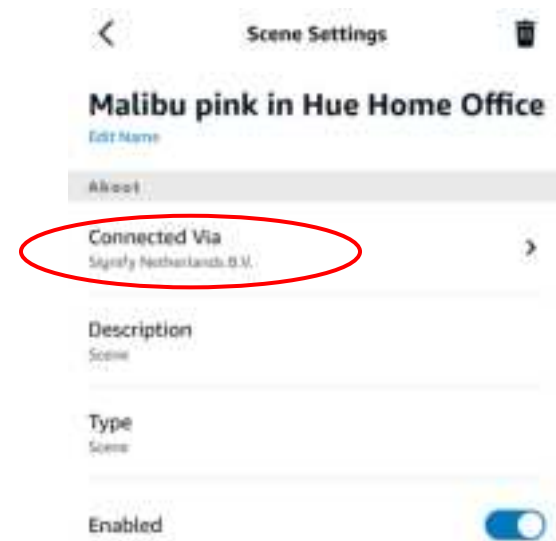 Scene Settings
Malibu pink in Hue Home Office
Edit Name
About
Connected Via
Signify Netherlands B.V.
Description
Scene
Type
Scene
Enabled